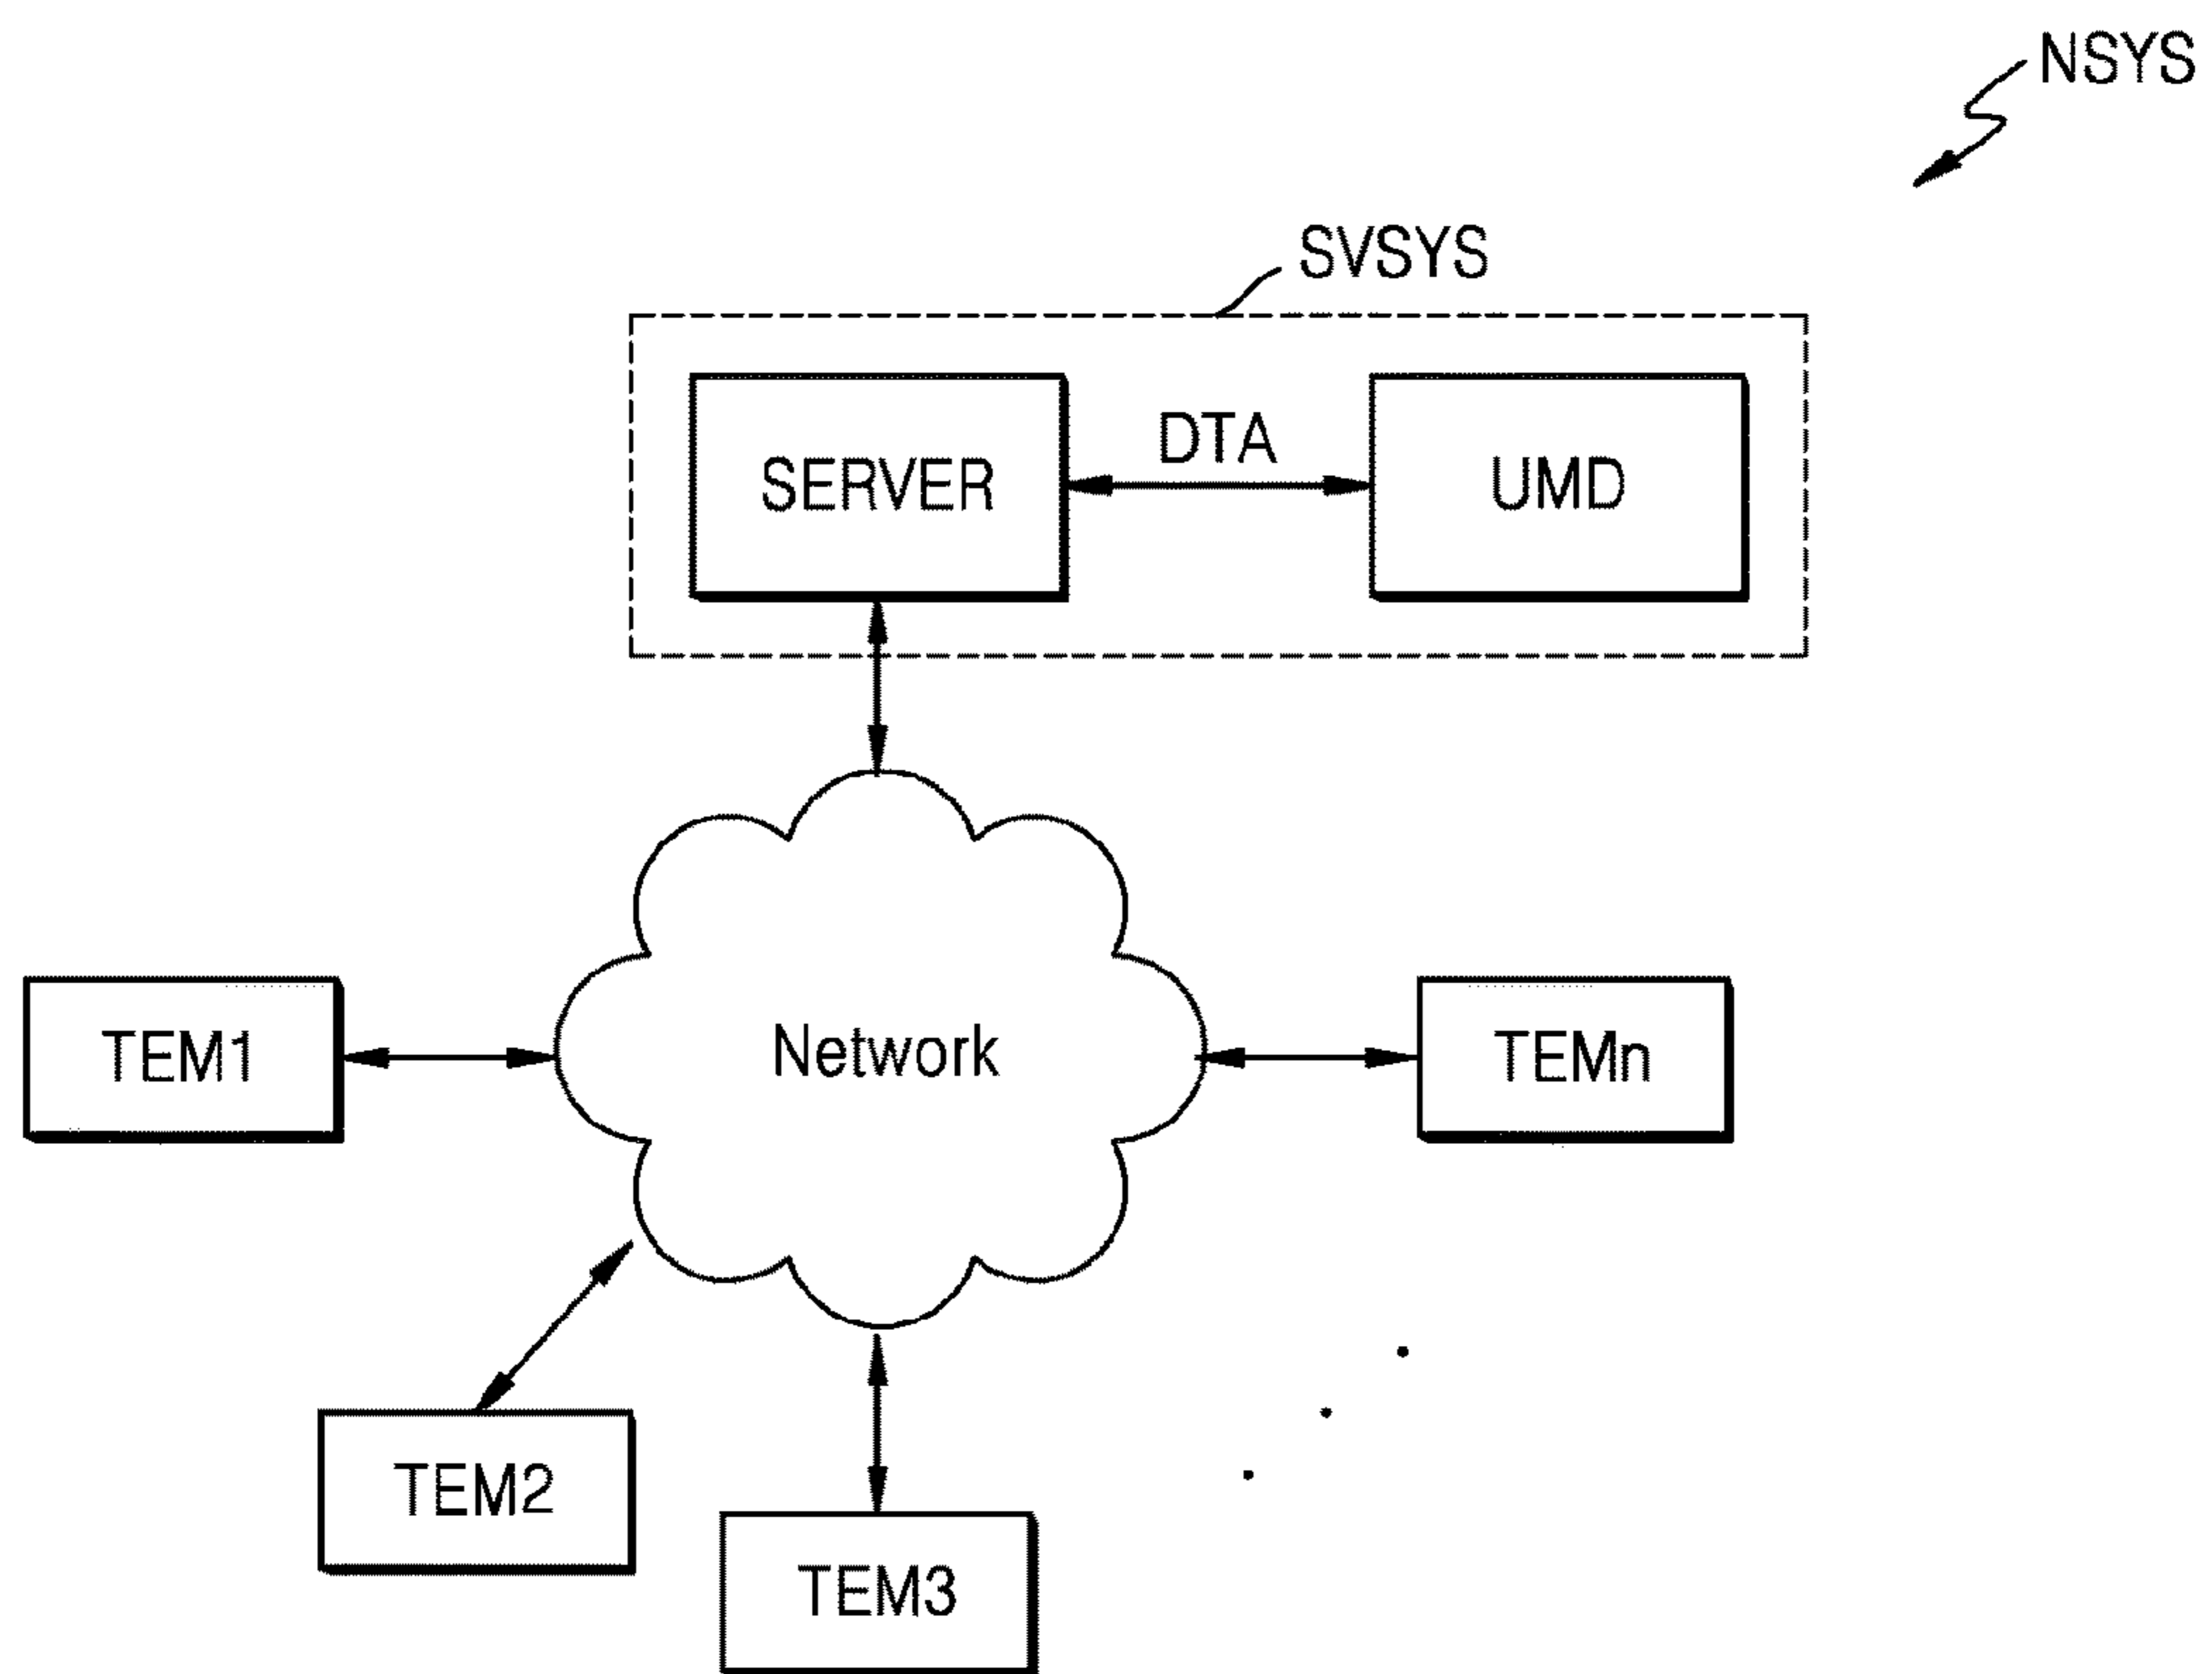 NSYS
SVSYS
DTA
SERVER
UMD
Network
TEM1
TEMn
TEM2
TEM3